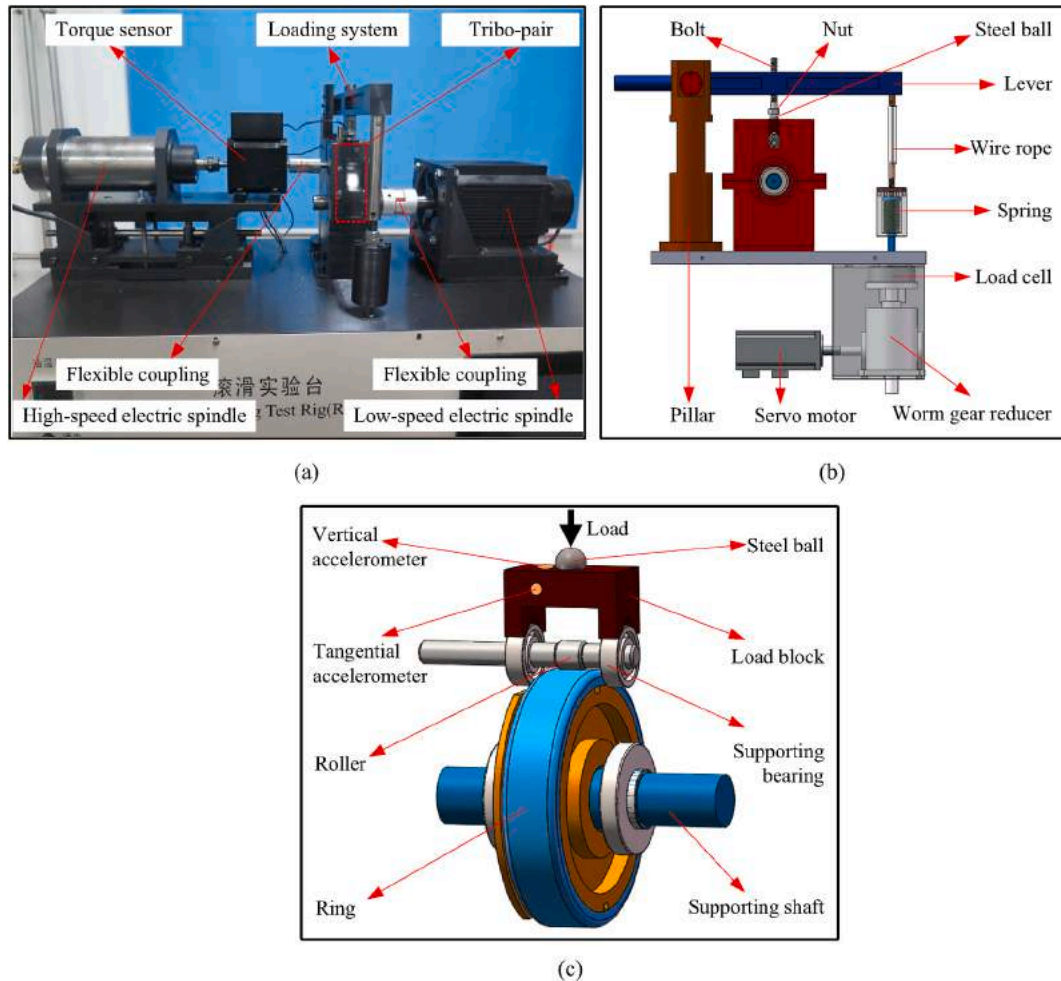 Torque sensor
Loading system
Tribo-pair
Flexible coupling
Flexible coupling
滚滑实验台
High-speed electric spindle
g Test Rig(R
Low-speed electric spindle
(a)
Bolt
Nut
Steel ball
Lever
Wire rope
Spring
Load cell
Pillar
Servo motor
Worm gear reducer
(b)
Load
Vertical
accelerometer
Steel ball
Tangential
accelerometer
Load block
Roller
Supporting
bearing
Ring
Supporting shaft
(c)